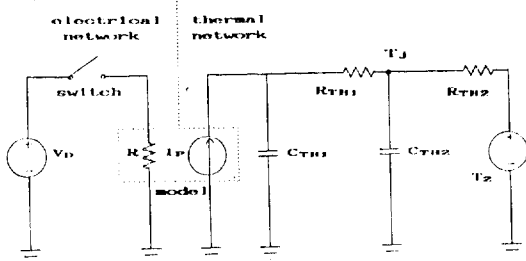 electrical thermal
network network
TJ
switch
RTH1
RTH2
VD
R
IP
CTH1
CTH2
TZ
model